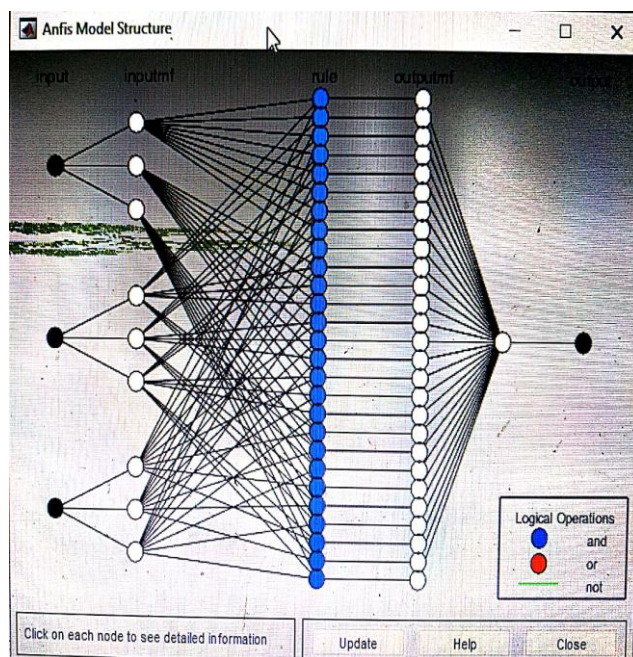 Anfis Model Structure
input inputmf rule outputmf output
Logical Operations
and
or
not
Click on each node to see detailed information
Update Help Close